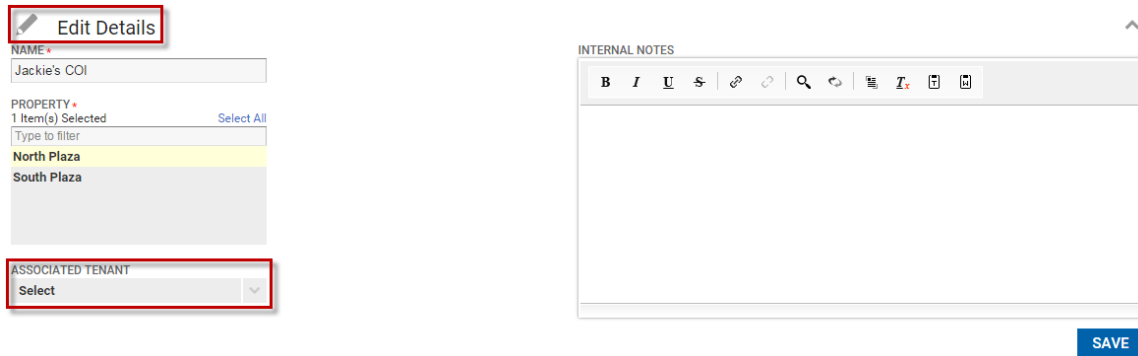 Edit Details
NAME *
Jackie's COI
PROPERTY *
1 Item(s) Selected Select All
Type to filter
North Plaza
South Plaza
ASSOCIATED TENANT
Select
INTERNAL NOTES
B I U S Tx T W
SAVE